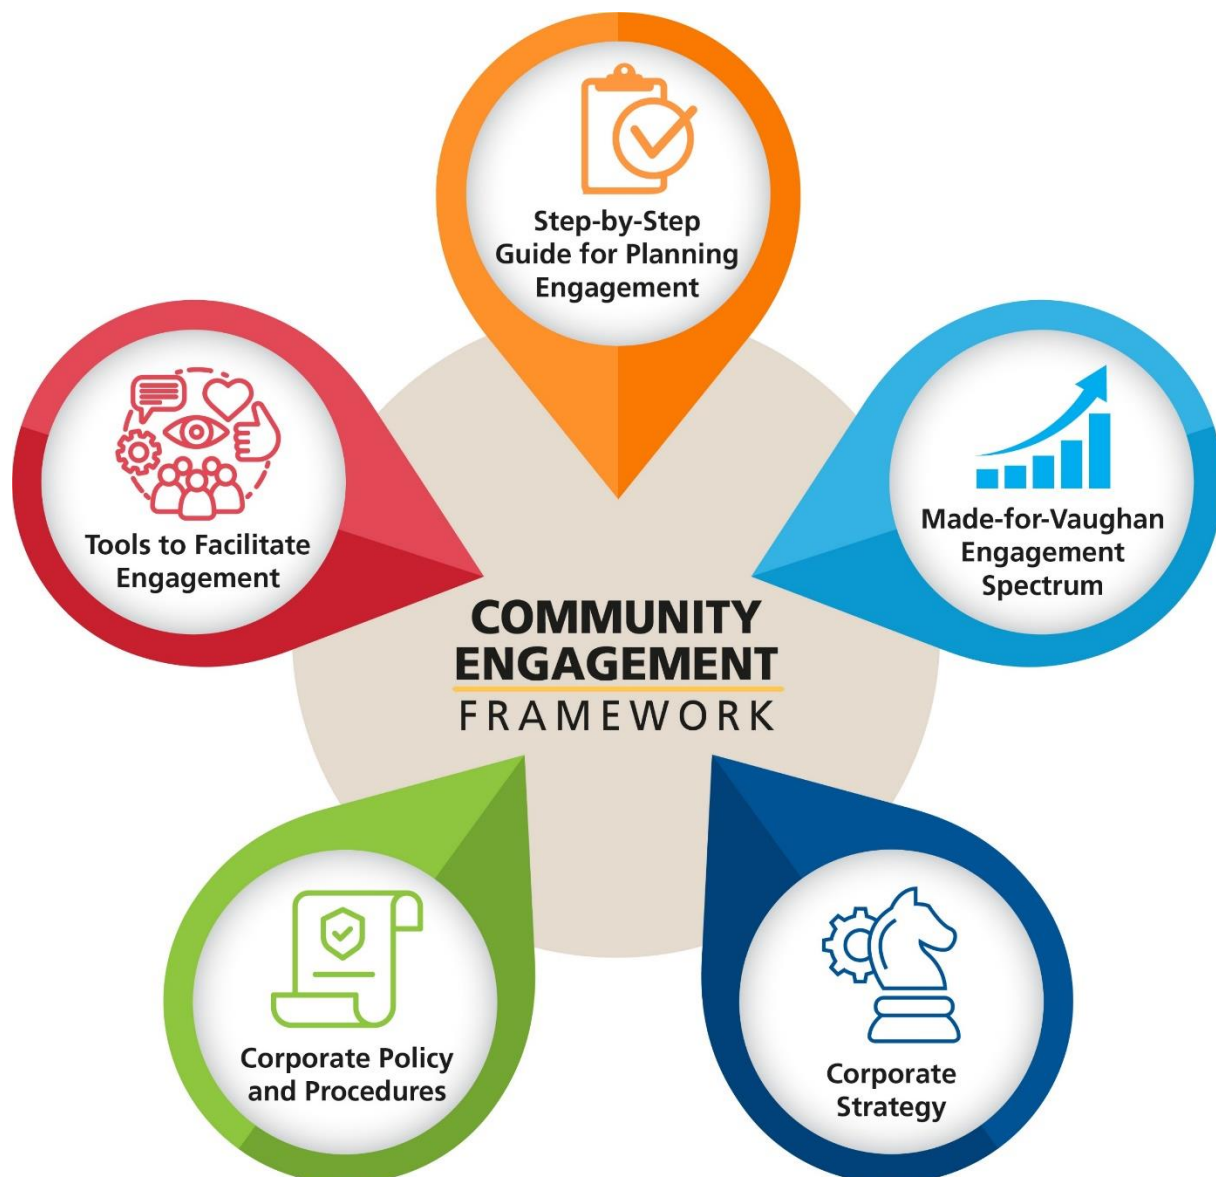 Step-by-Step
Guide for Planning
Engagement
Tools to Facilitate
Engagement
Made-for-Vaughan
Engagement
Spectrum
COMMUNITY
ENGAGEMENT
FRAMEWORK
Corporate Policy
and Procedures
Corporate
Strategy